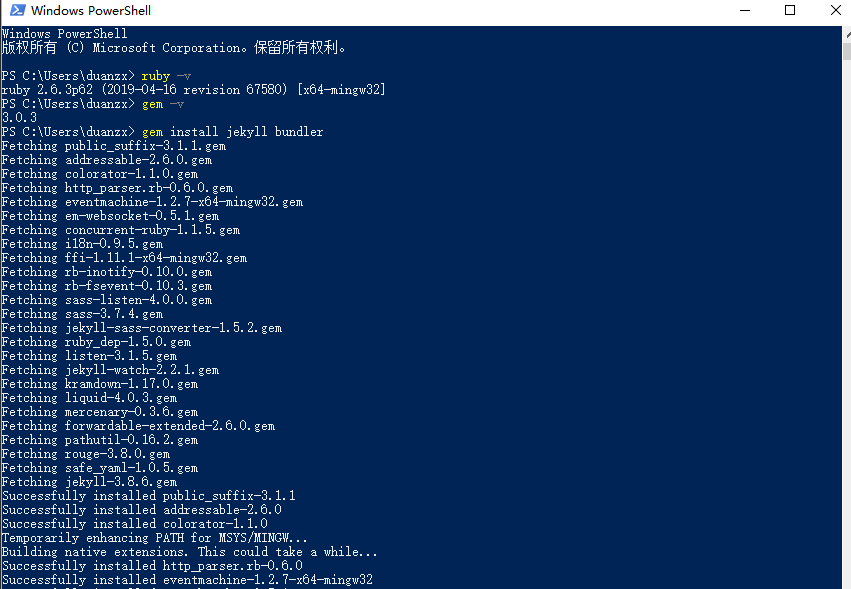 Windows PowerShell
Windows PowerShell
版权所有 (C) Microsoft Corporation。保留所有权利。
PS C:\Users\duanzx> ruby -v
ruby 2.6.3p62 (2019-04-16 revision 67580) [x64-mingw32]
PS C:\Users\duanzx> gem -v
3.0.3
PS C:\Users\duanzx> gem install jekyll bundler
Fetching public_suffix-3.1.1.gem
Fetching addressable-2.6.0.gem
Fetching colorator-1.1.0.gem
Fetching http_parser.rb-0.6.0.gem
Fetching eventmachine-1.2.7-x64-mingw32.gem
Fetching em-websocket-0.5.1.gem
Fetching concurrent-ruby-1.1.5.gem
Fetching i18n-0.9.5.gem
Fetching ffi-1.11.1-x64-mingw32.gem
Fetching rb-inotify-0.10.0.gem
Fetching rb-fsevent-0.10.3.gem
Fetching sass-listen-4.0.0.gem
Fetching sass-3.7.4.gem
Fetching jekyll-sass-converter-1.5.2.gem
Fetching ruby_dep-1.5.0.gem
Fetching listen-3.1.5.gem
Fetching jekyll-watch-2.2.1.gem
Fetching kramdown-1.17.0.gem
Fetching liquid-4.0.3.gem
Fetching mercenary-0.3.6.gem
Fetching forwardable-extended-2.6.0.gem
Fetching pathutil-0.16.2.gem
Fetching rouge-3.8.0.gem
Fetching safe_yaml-1.0.5.gem
Fetching jekyll-3.8.6.gem
Successfully installed public_suffix-3.1.1
Successfully installed addressable-2.6.0
Successfully installed colorator-1.1.0
Temporarily enhancing PATH for MSYS/MINGW...
Building native extensions. This could take a while...
Successfully installed http_parser.rb-0.6.0
Successfully installed eventmachine-1.2.7-x64-mingw32